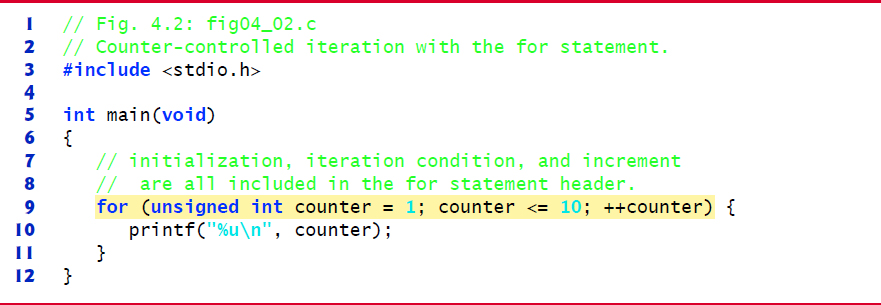 1 // Fig. 4.2: fig04_02.c
2 // Counter-controlled iteration with the for statement.
3 #include <stdio.h>
4
5 int main(void)
6 {
7    // initialization, iteration condition, and increment
8    //  are all included in the for statement header.
9    for (unsigned int counter = 1; counter <= 10; ++counter) {
10       printf("%u\n", counter);
11    }
12 }